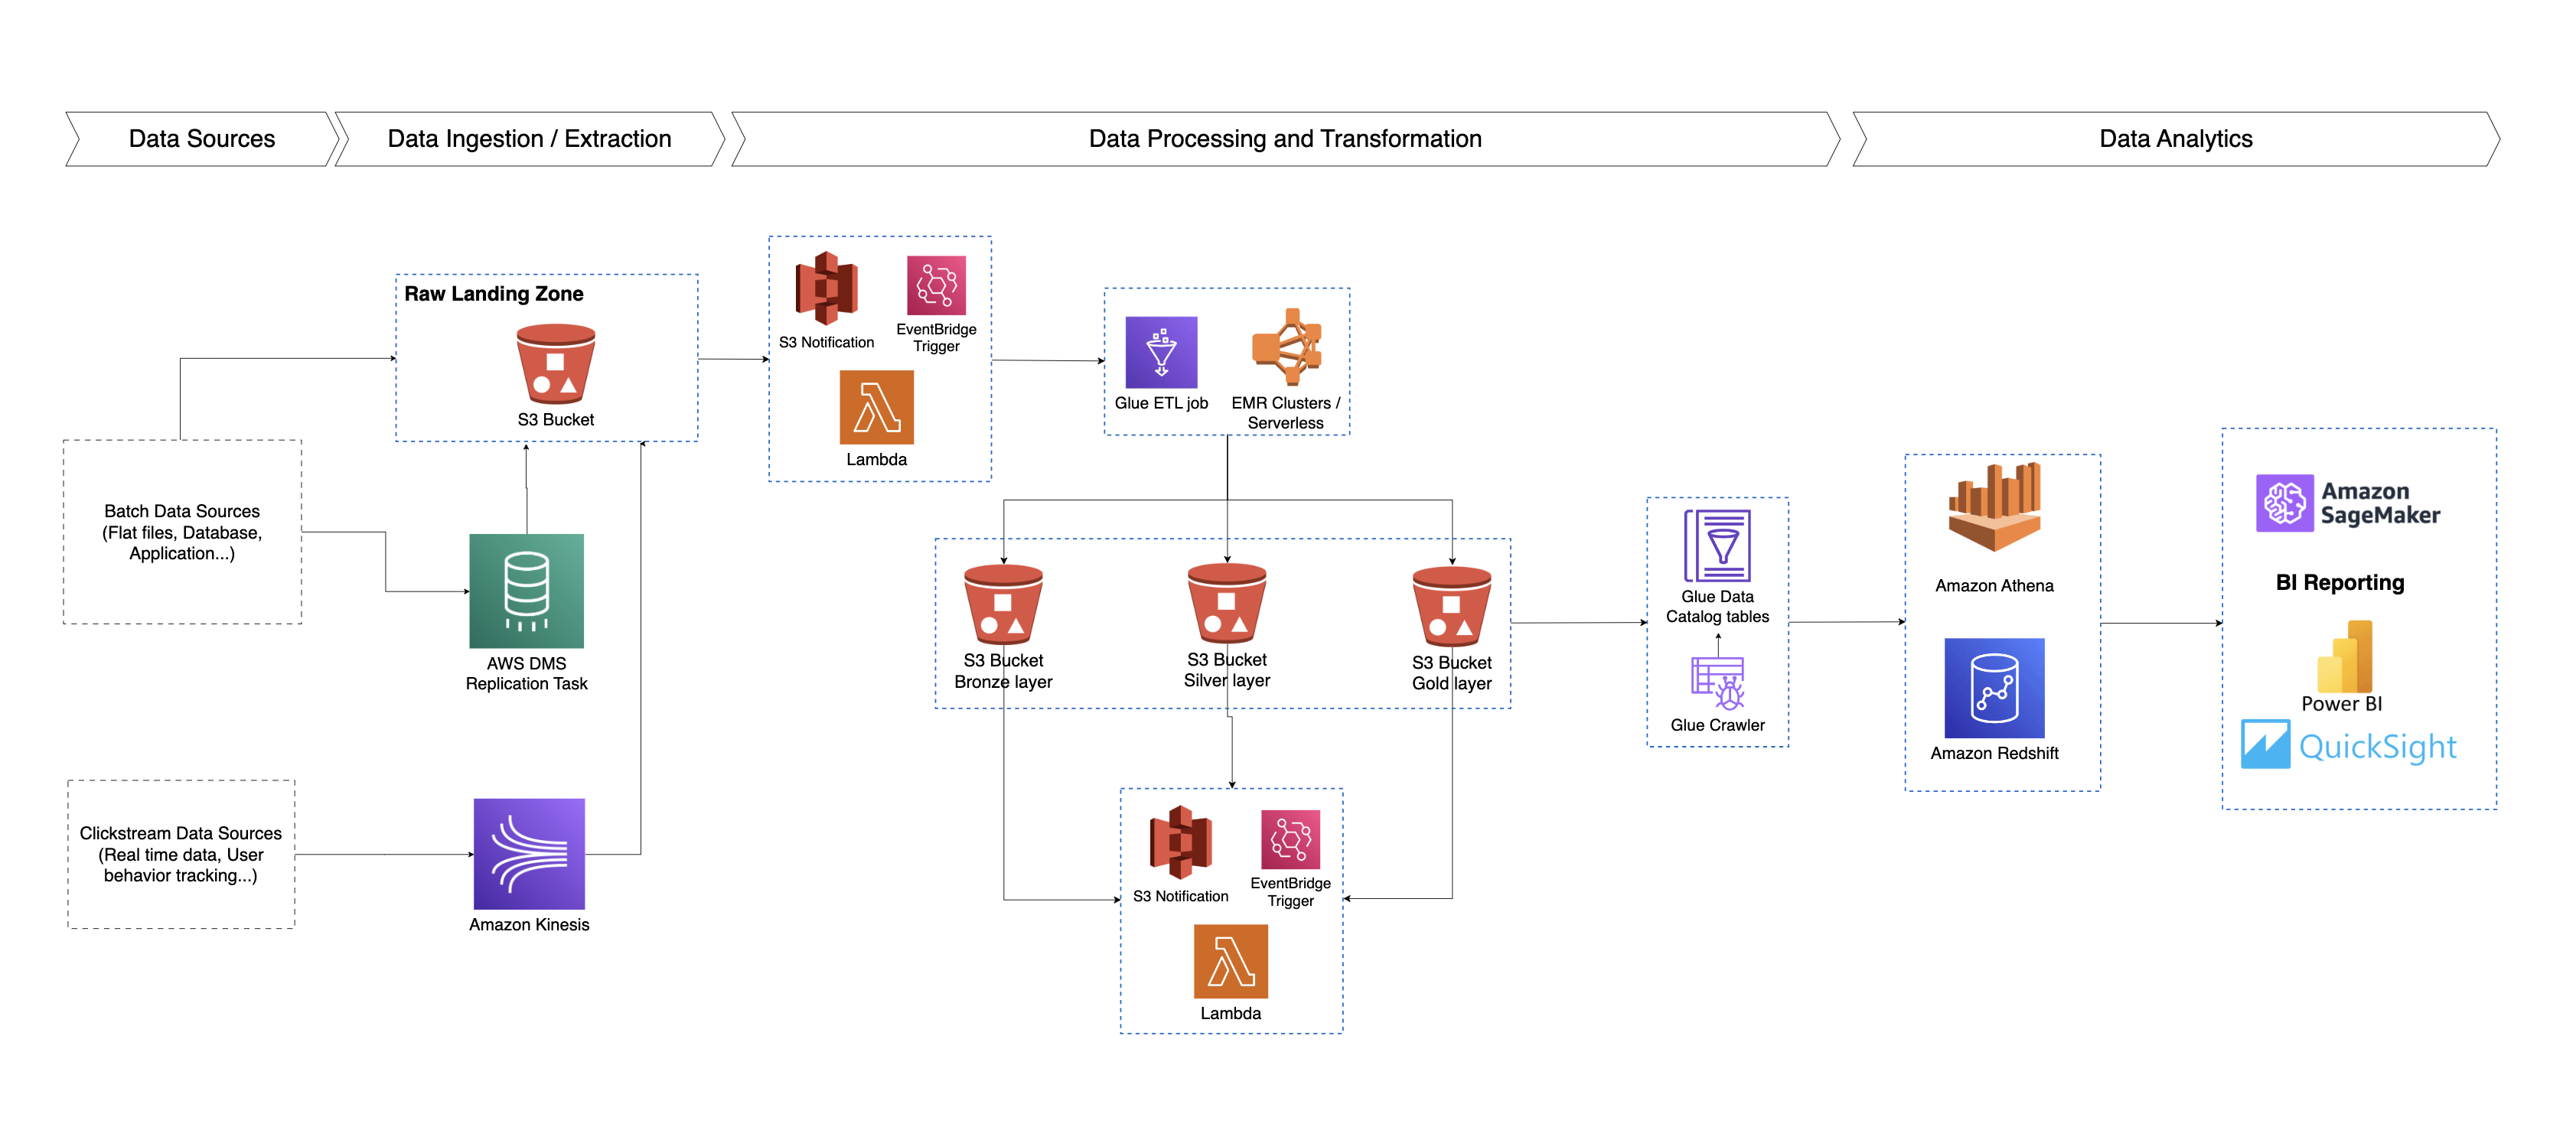 Data Sources
Data Ingestion / Extraction
Data Processing and Transformation
Data Analytics
Raw Landing Zone
S3 Bucket
S3 Notification
EventBridge
Trigger
Lambda
Glue ETL job
EMR Clusters /
Serverless
Batch Data Sources
(Flat files, Database,
Application...)
AWS DMS
Replication Task
Clickstream Data Sources
(Real time data, User
behavior tracking...)
Amazon Kinesis
S3 Bucket
Bronze layer
S3 Bucket
Silver layer
S3 Bucket
Gold layer
S3 Notification
EventBridge
Trigger
Lambda
Glue Data
Catalog tables
Glue Crawler
Amazon Athena
Amazon Redshift
Amazon
SageMaker
BI Reporting
Power BI
QuickSight